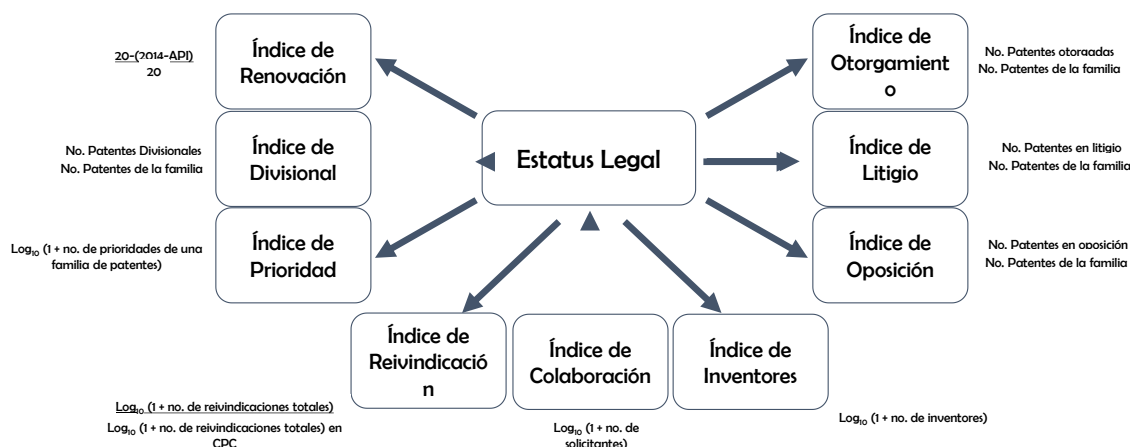 20-(2014-API)
20
Índice de
Renovación
No. Patentes Divisionales
No. Patentes de la familia
Índice de
Divisional
Log₁₀ (1 + no. de prioridades de una
familia de patentes)
Índice de
Prioridad
Estatus Legal
Índice de
Otorgamient
o
No. Patentes otorgadas
No. Patentes de la familia
Índice de
Litigio
No. Patentes en litigio
No. Patentes de la familia
Índice de
Oposición
No. Patentes en oposición
No. Patentes de la familia
Índice de
Reivindicació
n
Índice de
Colaboración
Índice de
Inventores
Log₁₀ (1 + no. de reivindicaciones totales)
Log₁₀ (1 + no. de reivindicaciones totales) en
CPC
Log₁₀ (1 + no. de
solicitantes)
Log₁₀ (1 + no. de inventores)